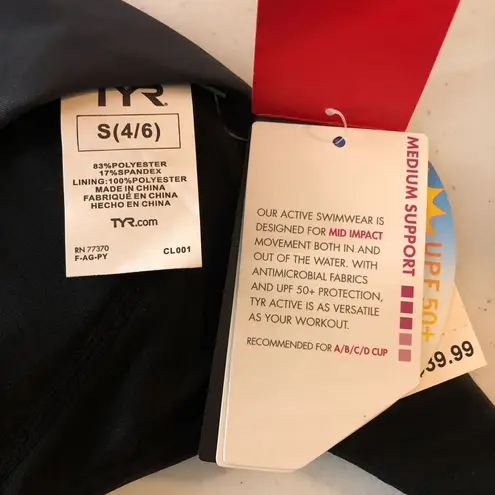 TYR
S(4/6)
83%POLYESTER
17%SPANDEX
LINING:100%POLYESTER
MADE IN CHINA
FABRIQUÉ EN CHINA
HECHO EN CHINA
TYR.com
RN 77370
F-AG-PY
CL001
OUR ACTIVE SWIMWEAR IS
DESIGNED FOR MID IMPACT
MOVEMENT BOTH IN AND
OUT OF THE WATER. WITH
ANTIMICROBIAL FABRICS
AND UPF 50+ PROTECTION,
TYR ACTIVE IS AS VERSATILE
AS YOUR WORKOUT.
RECOMMENDED FOR A/B/C/D CUP
MEDIUM SUPPORT
UPF 50+
39.99